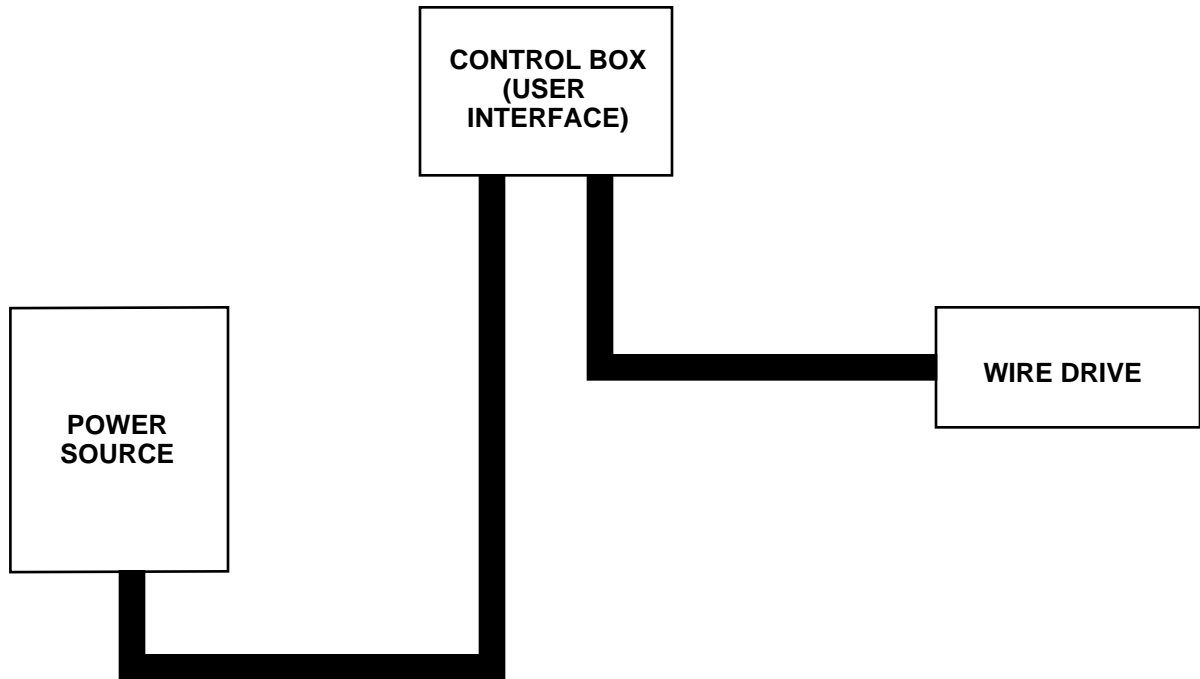 CONTROL BOX
(USER
INTERFACE)
WIRE DRIVE
POWER
SOURCE